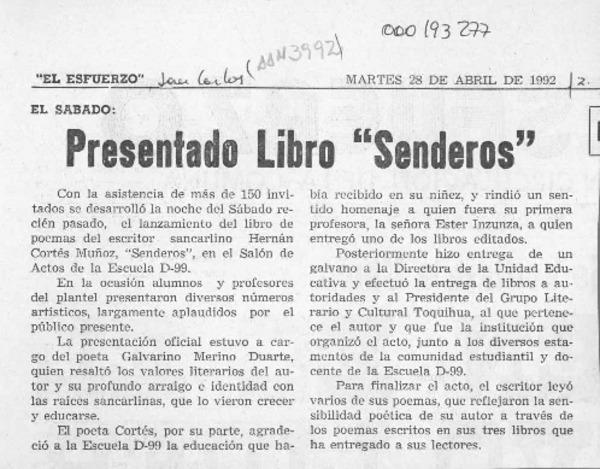 000 193 277
"EL ESFUERZO", San Carlos (AAN3992)
MARTES 28 DE ABRIL DE 1992
12.
EL SABADO:
Presentado Libro "Senderos"
Con la asistencia de más de 150 invi-
tados se desarrolló la noche del Sábado re-
cién pasado, el lanzamiento del libro de
poemas del escritor sancarlino Hernán
Cortés Muñoz, "Senderos", en el Salón de
Actos de la Escuela D-99.
En la ocasión alumnos y profesores
del plantel presentaron diversos números
artísticos, largamente aplaudidos por el
público presente.
La presentación oficial estuvo a car-
go del poeta Galvarino Merino Duarte,
quien resaltó los valores literarios del au-
tor y su profundo arraigo e identidad con
las raíces sancarlinas, que lo vieron crecer
y educarse.
El poeta Cortés, por su parte, agrade-
ció a la Escuela D-99 la educación que ha-
bía recibido en su niñez, y rindió un sen-
tido homenaje a quien fuera su primera
profesora, la señora Ester Inzunza, a quien
entregó uno de los libros editados.
Posteriormente hizo entrega de un
galvano a la Directora de la Unidad Edu-
cativa y efectuó la entrega de libros a au-
toridades y al Presidente del Grupo Lite-
rario y Cultural Toquihua, al que pertene-
ce el autor y que fue la institución que
organizó el acto, junto a los diversos esta-
mentos de la comunidad estudiantil y do-
cente de la Escuela D-99.
Para finalizar el acto, el escritor leyó
varios de sus poemas, que reflejaron la sen-
sibilidad poética de su autor a través de
los poemas escritos en sus tres libros que
ha entregado a sus lectores.